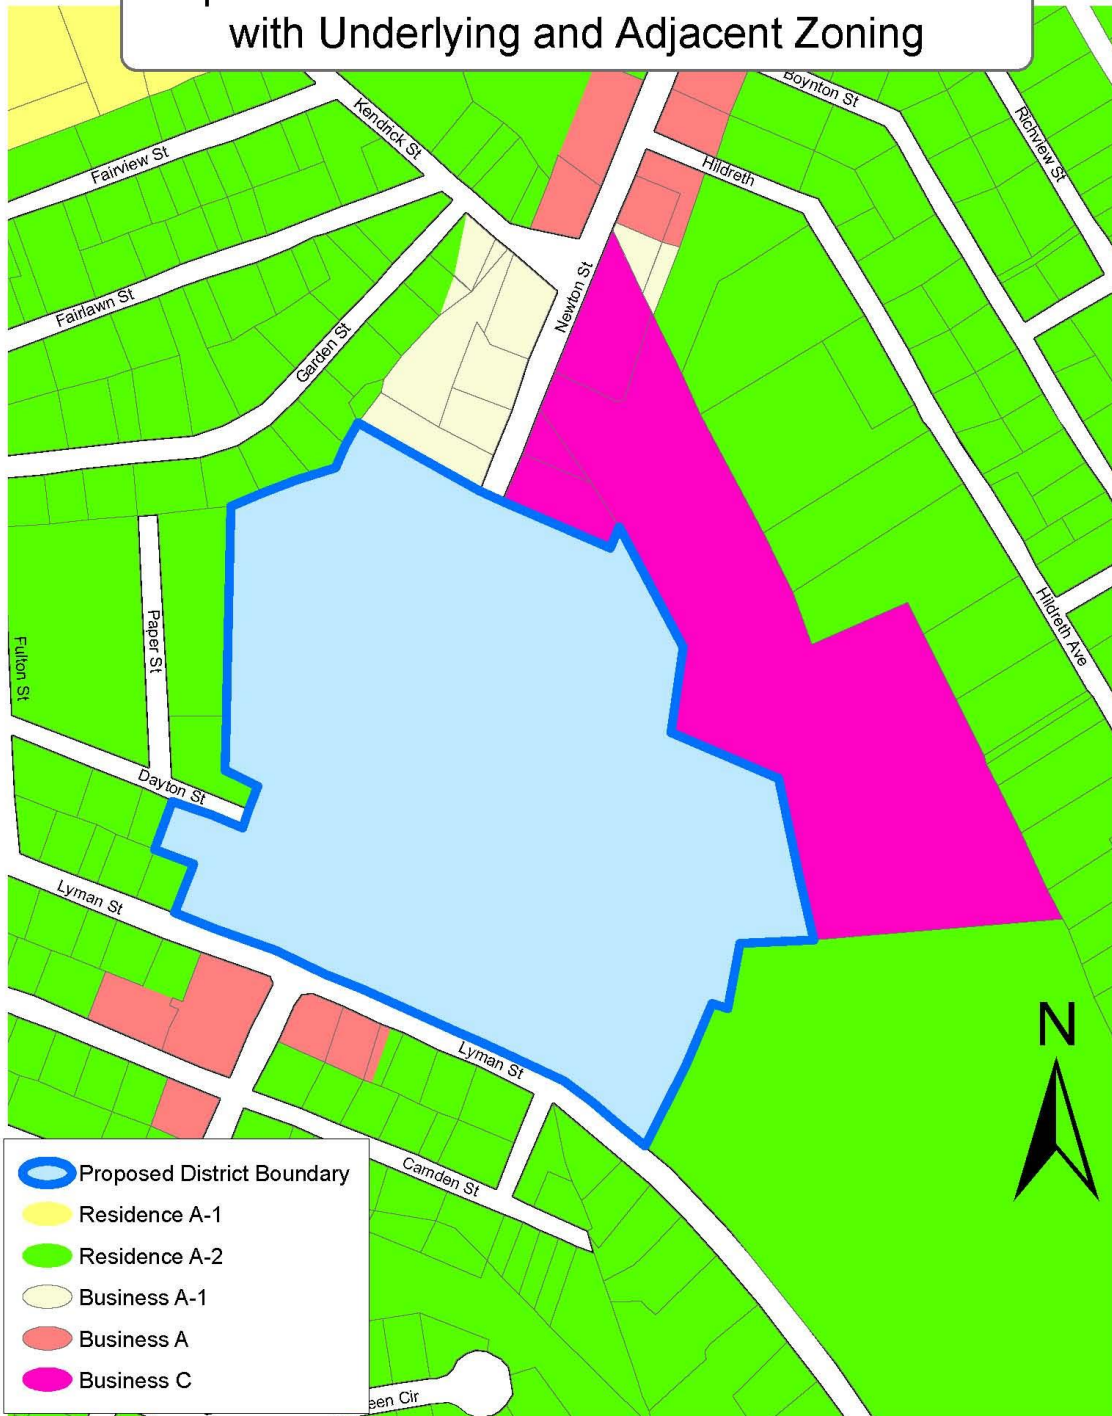 with Underlying and Adjacent Zoning
Boynton St
Kendrick St
Richview St
Fairview St
Hildreth
Newton St
Fairlawn St
Garden St
Paper St
Fulton St
Hildreth Ave
Dayton St
Lyman St
N
Lyman St
Camden St
Proposed District Boundary
Residence A-1
Residence A-2
Business A-1
Business A
Business C
Cir